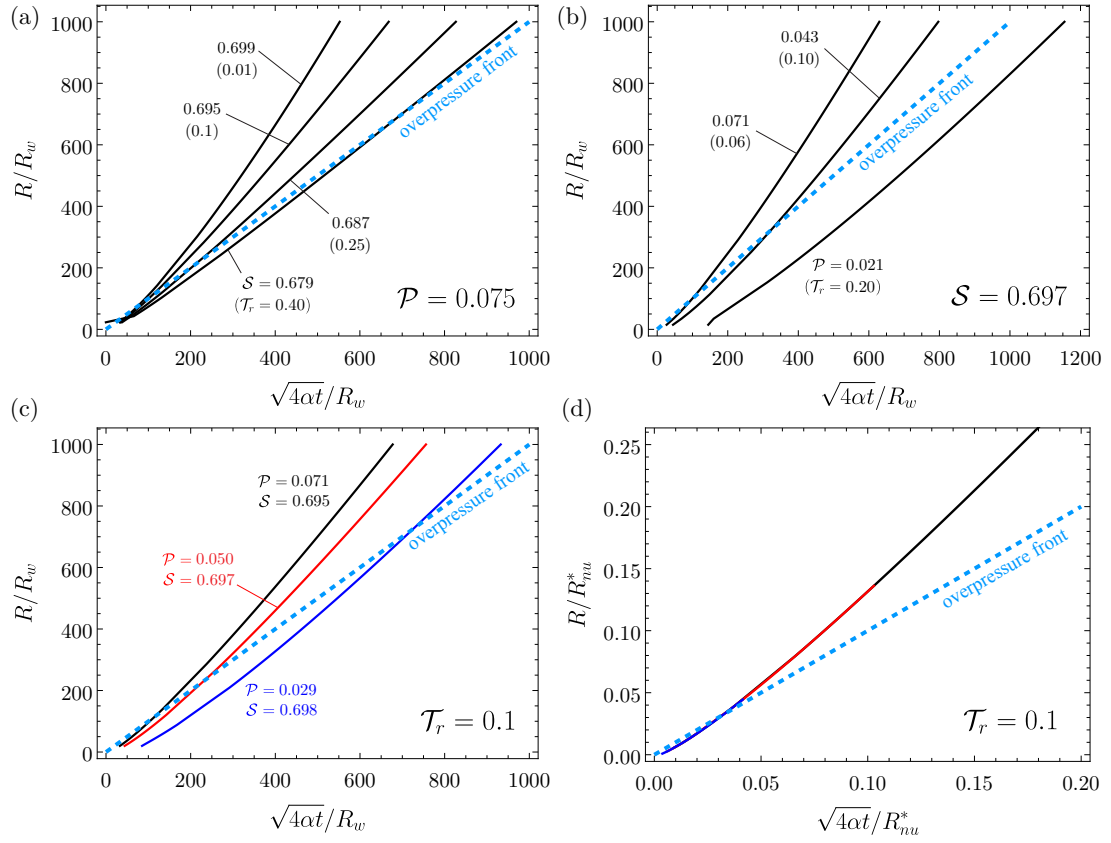 (a)
1000
800
600
400
200
0
R/R_w
0.699
(0.01)
0.695
(0.1)
0.687
(0.25)
S = 0.679
(T_r = 0.40)
overpressure front
P = 0.075
0 200 400 600 800 1000
√4αt/R_w
(b)
1000
800
600
400
200
0
R/R_w
0.043
(0.10)
0.071
(0.06)
P = 0.021
(T_r = 0.20)
overpressure front
S = 0.697
0 200 400 600 800 1000 1200
√4αt/R_w
(c)
1000
800
600
400
200
0
R/R_w
P = 0.071
S = 0.695
P = 0.050
S = 0.697
P = 0.029
S = 0.698
overpressure front
T_r = 0.1
0 200 400 600 800 1000
√4αt/R_w
(d)
0.25
0.20
0.15
0.10
0.05
0.00
R/R*_nu
overpressure front
T_r = 0.1
0.00 0.05 0.10 0.15 0.20
√4αt/R*_nu